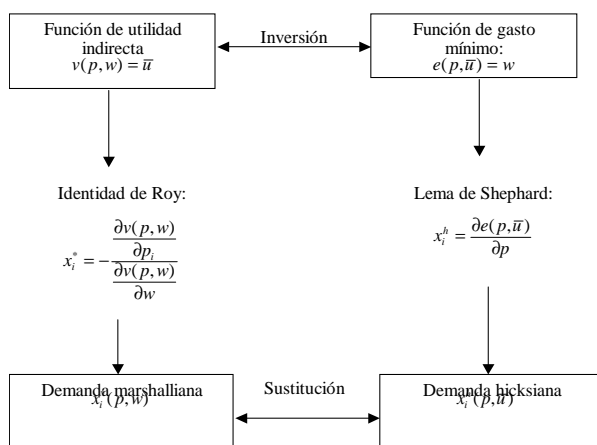 Función de utilidad
indirecta
v(p, w) = u̅
Inversión
Función de gasto
mínimo:
e(p, u̅) = w
Identidad de Roy:
x_i^* = − (∂v(p, w)/∂p_i) / (∂v(p, w)/∂w)
Lema de Shephard:
x_i^h = ∂e(p, u̅)/∂p
Demanda marshalliana
(p, w)
Sustitución
Demanda hicksiana
(p, u̅)